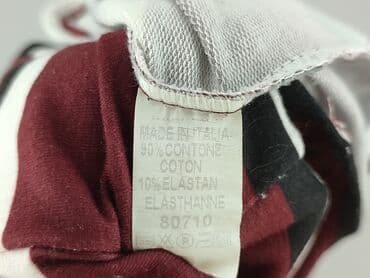 MADE IN ITALIA
90% CONTONE
COTON
10% ELASTAN
ELASTHANNE
80710